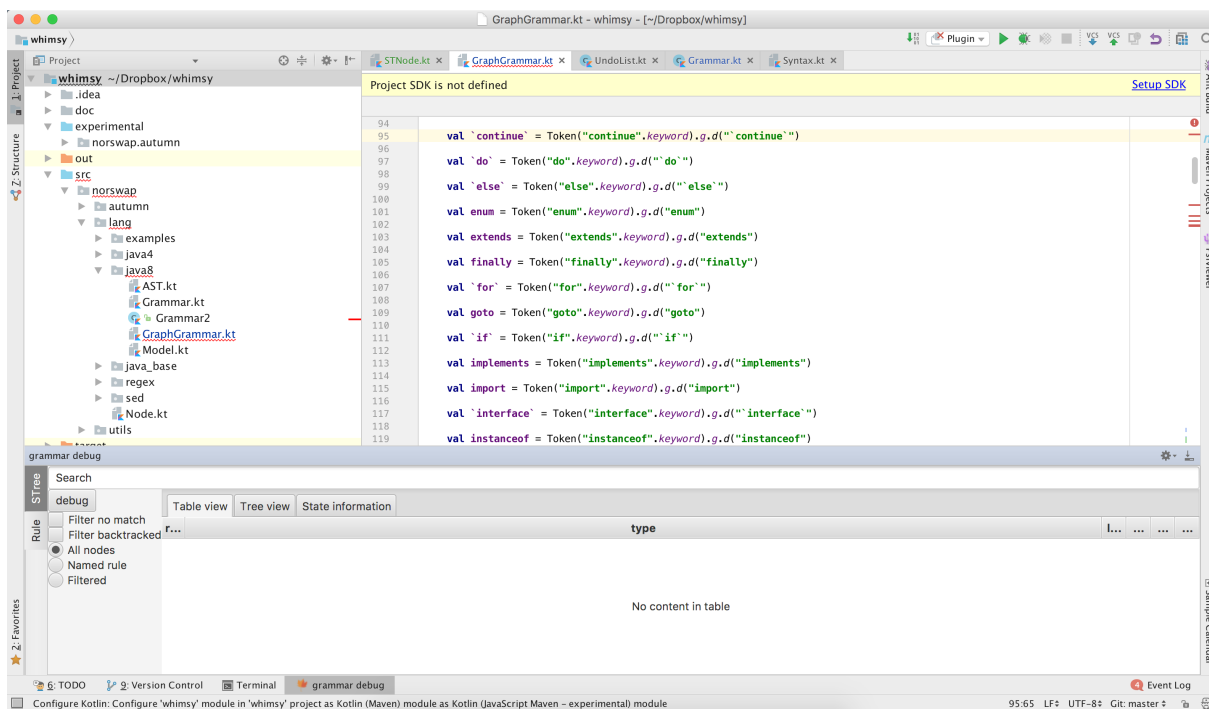 GraphGrammar.kt - whimsy - [~/Dropbox/whimsy]
whimsy
Plugin
VCS VCS
Project
STNode.kt × GraphGrammar.kt × UndoList.kt × Grammar.kt × Syntax.kt ×
1: Project
Z: Structure
2: Favorites
whimsy ~/Dropbox/whimsy
.idea
doc
experimental
norswap.autumn
out
src
norswap
autumn
lang
examples
java4
java8
AST.kt
Grammar.kt
Grammar2
GraphGrammar.kt
Model.kt
java_base
regex
sed
Node.kt
utils
target
Project SDK is not defined Setup SDK
94
95 val `continue` = Token("continue".keyword).g.d("`continue`")
96
97 val `do` = Token("do".keyword).g.d("`do`")
98
99 val `else` = Token("else".keyword).g.d("`else`")
100
101 val enum = Token("enum".keyword).g.d("enum")
102
103 val extends = Token("extends".keyword).g.d("extends")
104
105 val finally = Token("finally".keyword).g.d("finally")
106
107 val `for` = Token("for".keyword).g.d("`for`")
108
109 val goto = Token("goto".keyword).g.d("goto")
110
111 val `if` = Token("if".keyword).g.d("`if`")
112
113 val implements = Token("implements".keyword).g.d("implements")
114
115 val import = Token("import".keyword).g.d("import")
116
117 val `interface` = Token("interface".keyword).g.d("`interface`")
118
119 val instanceof = Token("instanceof".keyword).g.d("instanceof")
grammar debug
STree
Rule
Search
debug
Filter no match
Filter backtracked
All nodes
Named rule
Filtered
Table view Tree view State information
r... type l... ... ... ...
No content in table
6: TODO 9: Version Control Terminal grammar debug 4 Event Log
Configure Kotlin: Configure 'whimsy' module in 'whimsy' project as Kotlin (Maven) module as Kotlin (JavaScript Maven – experimental) module 95:65 LF UTF-8 Git: master